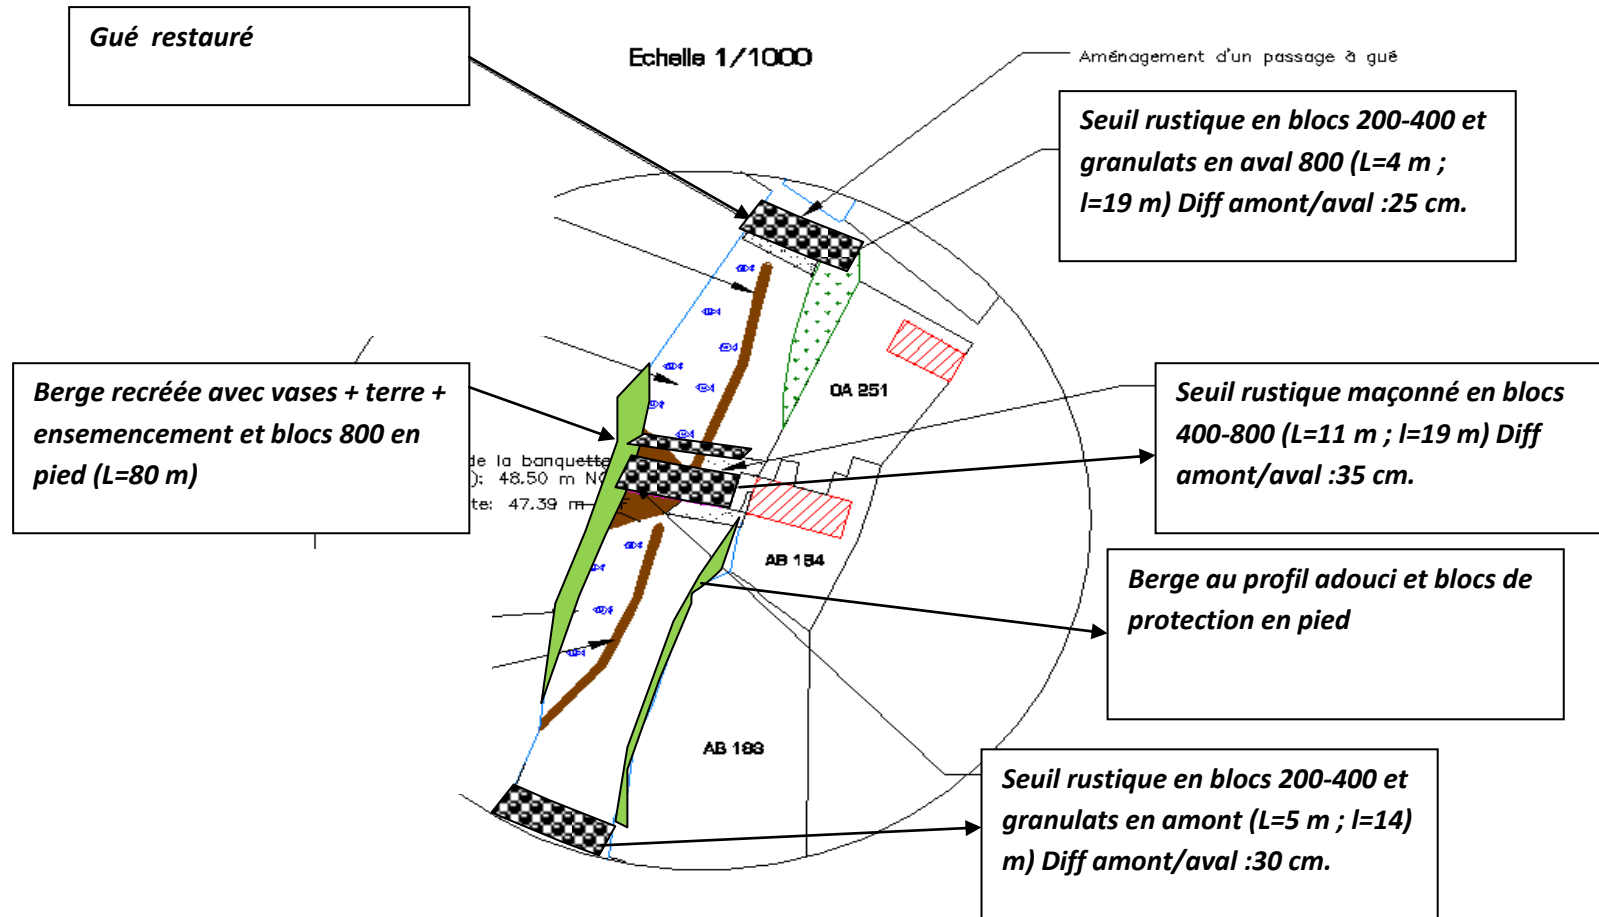 Gué restauré
Echelle 1/1000
Aménagement d'un passage à gué
Seuil rustique en blocs 200-400 et
granulats en aval 800 (L=4 m ;
l=19 m) Diff amont/aval :25 cm.
OA 251
Berge recréée avec vases + terre +
ensemencement et blocs 800 en
pied (L=80 m)
Seuil rustique maçonné en blocs
400-800 (L=11 m ; l=19 m) Diff
amont/aval :35 cm.
de la banquette
): 48.50 m
te: 47.39 m
AB 184
Berge au profil adouci et blocs de
protection en pied
AB 183
Seuil rustique en blocs 200-400 et
granulats en amont (L=5 m ; l=14)
m) Diff amont/aval :30 cm.